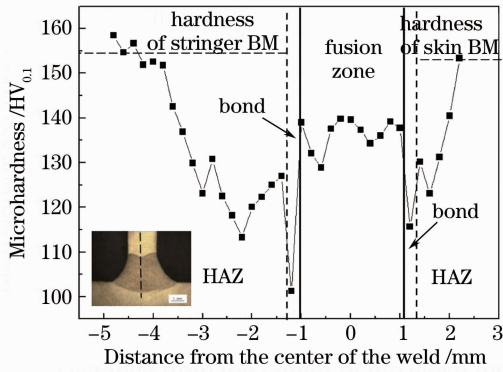 hardness
of stringer BM
hardness
of skin BM
fusion
zone
bond
bond
HAZ
HAZ
160
150
140
130
120
110
100
Microhardness /HV0.1
-5 -4 -3 -2 -1 0 1 2 3
Distance from the center of the weld /mm